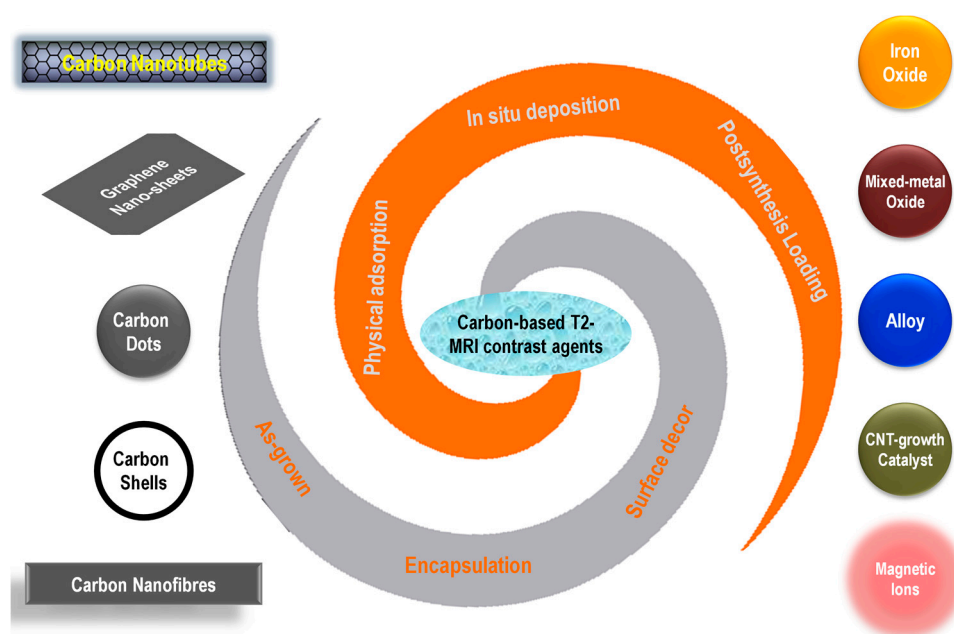 Carbon Nanotubes
Graphene
Nano-sheets
Carbon
Dots
Carbon
Shells
Carbon Nanofibres
In situ deposition
Postsynthesis Loading
Physical adsorption
Carbon-based T2-
MRI contrast agents
As-grown
Encapsulation
Surface decor
Iron
Oxide
Mixed-metal
Oxide
Alloy
CNT-growth
Catalyst
Magnetic
Ions